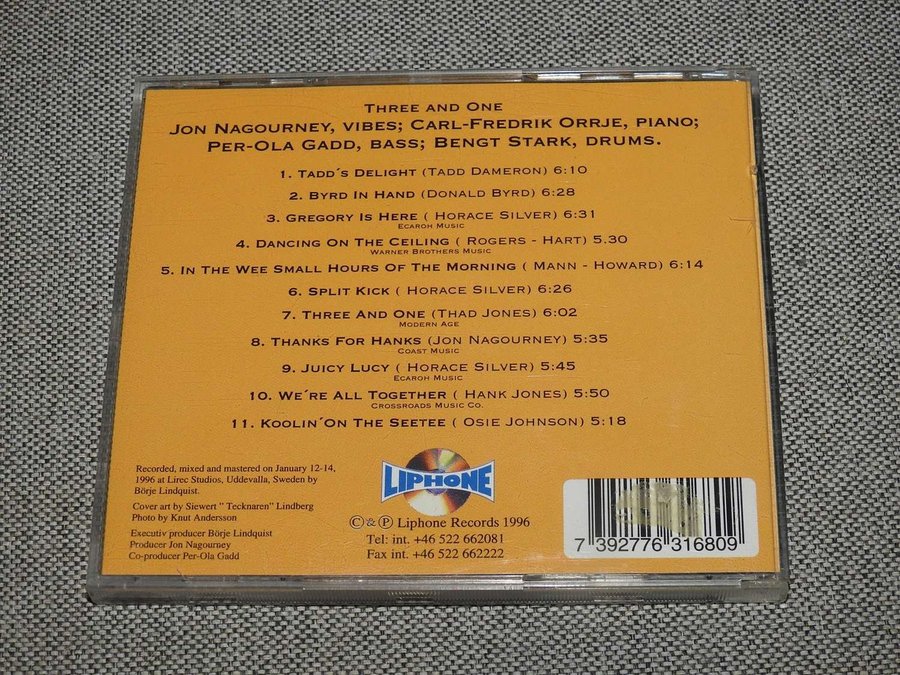 Three and One
Jon Nagourney, vibes; Carl-Fredrik Orrje, piano;
Per-Ola Gadd, bass; Bengt Stark, drums.
1. Tadd´s Delight (Tadd Dameron) 6:10
2. Byrd In Hand (Donald Byrd) 6:28
3. Gregory Is Here ( Horace Silver) 6:31
Ecaroh Music
4. Dancing On The Ceiling ( Rogers - Hart) 5.30
Warner Brothers Music
5. In The Wee Small Hours Of The Morning ( Mann - Howard) 6:14
6. Split Kick ( Horace Silver) 6:26
7. Three And One (Thad Jones) 6:02
Modern Age
8. Thanks For Hanks (Jon Nagourney) 5:35
Coast Music
9. Juicy Lucy ( Horace Silver) 5:45
Ecaroh Music
10. We´re All Together ( Hank Jones) 5:50
Crossroads Music Co.
11. Koolin´On The Seetee ( Osie Johnson) 5:18
Recorded, mixed and mastered on January 12-14,
1996 at Lirec Studios, Uddevalla, Sweden by
Börje Lindquist.
Cover art by Siewert " Tecknaren" Lindberg
Photo by Knut Andersson
Executiv producer Börje Lindquist
Producer Jon Nagourney
Co-producer Per-Ola Gadd
LIPHONE
©&℗ Liphone Records 1996
Tel: int. +46 522 662081
Fax int. +46 522 662222
7 392776 316809